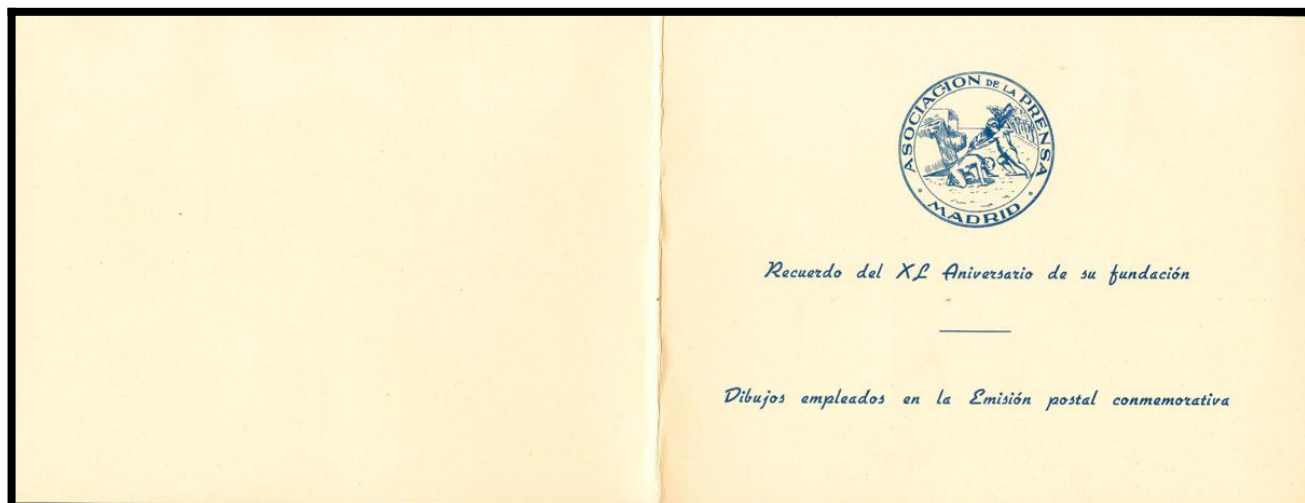 ASOCIACION DE LA PRENSA
MADRID
Recuerdo del XL Aniversario de su fundación
Dibujos empleados en la Emisión postal conmemorativa